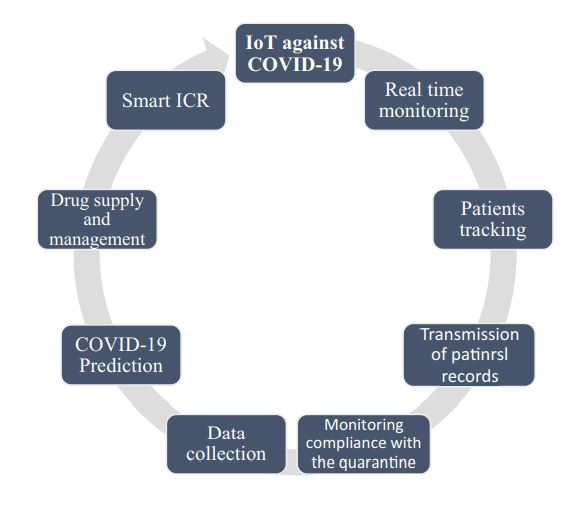 IoT against
COVID-19
Real time
monitoring
Patients
tracking
Transmission
of patinrsl
records
Monitoring
compliance with
the quarantine
Data
collection
COVID-19
Prediction
Drug supply
and
management
Smart ICR